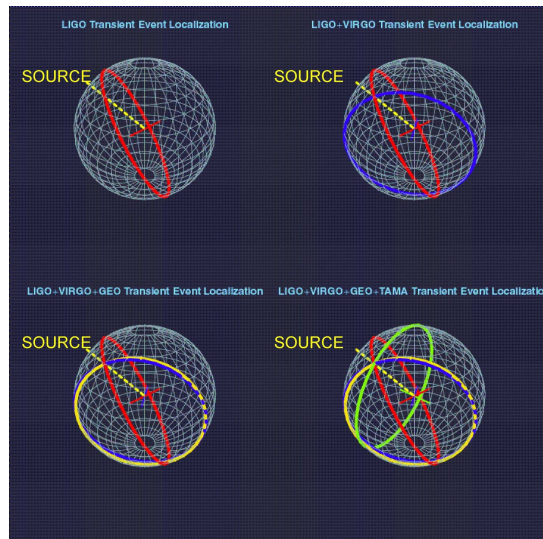 LIGO Transient Event Localization
LIGO+VIRGO Transient Event Localization
SOURCE
SOURCE
LIGO+VIRGO+GEO Transient Event Localization
LIGO+VIRGO+GEO+TAMA Transient Event Localizatio
SOURCE
SOURCE